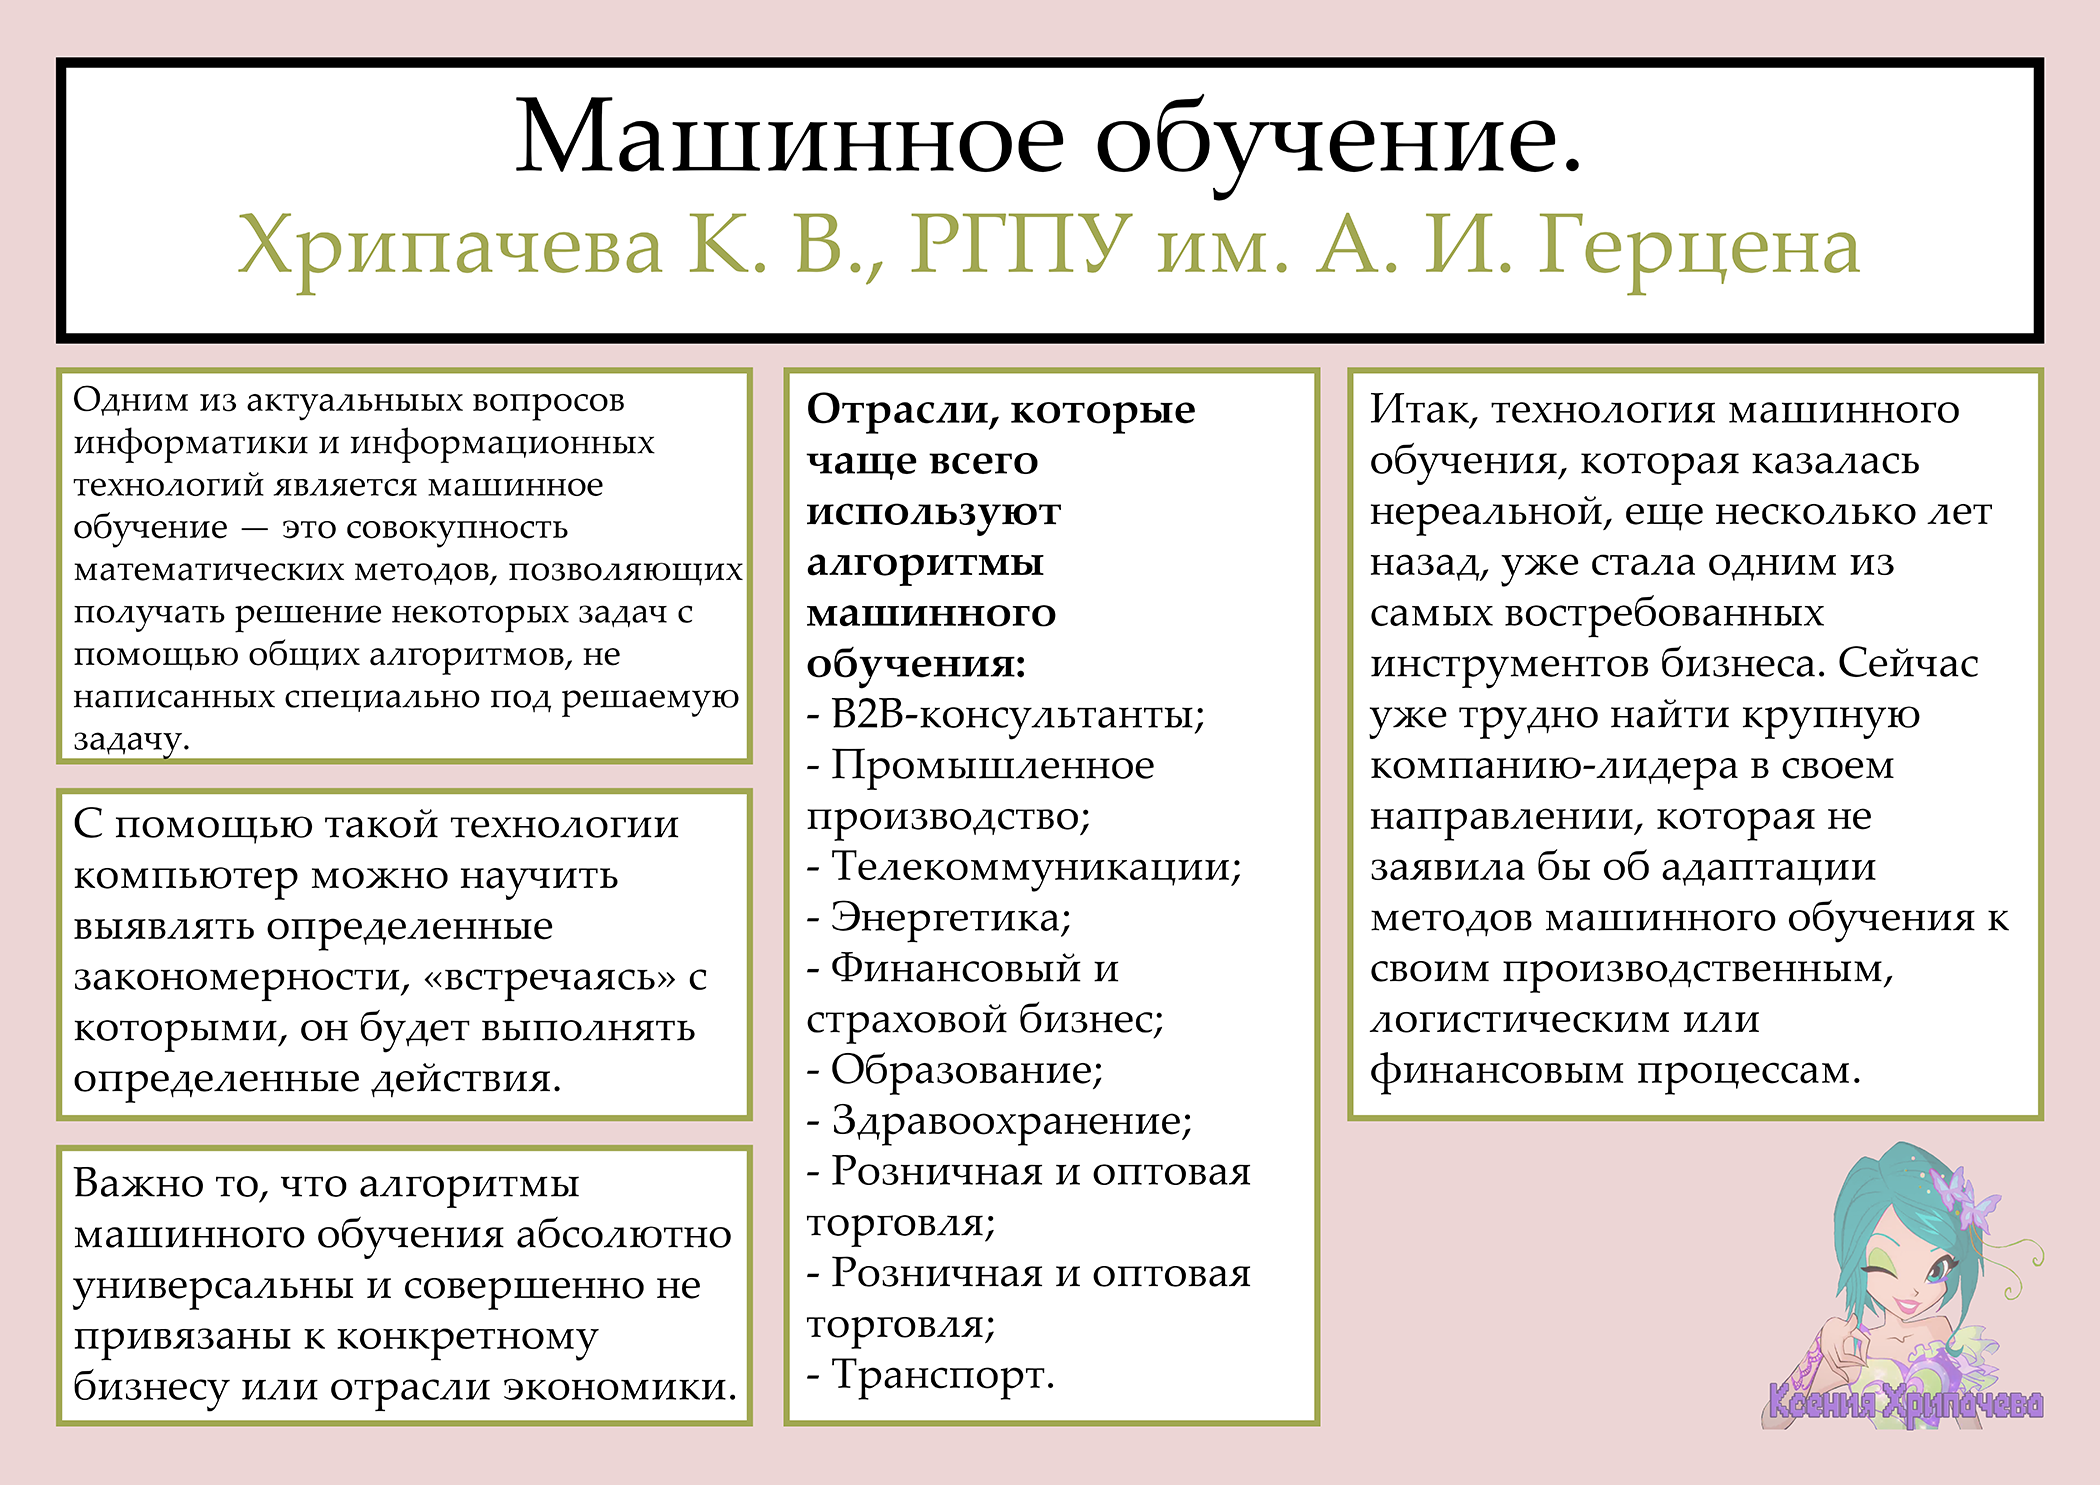 Машинное обучение.
Хрипачева К. В., РГПУ им. А. И. Герцена
Одним из актуальныых вопросов
информатики и информационных
технологий является машинное
обучение — это совокупность
математических методов, позволяющих
получать решение некоторых задач с
помощью общих алгоритмов, не
написанных специально под решаемую
задачу.
С помощью такой технологии
компьютер можно научить
выявлять определенные
закономерности, «встречаясь» с
которыми, он будет выполнять
определенные действия.
Важно то, что алгоритмы
машинного обучения абсолютно
универсальны и совершенно не
привязаны к конкретному
бизнесу или отрасли экономики.
Отрасли, которые
чаще всего
используют
алгоритмы
машинного
обучения:
- B2B-консультанты;
- Промышленное
производство;
- Телекоммуникации;
- Энергетика;
- Финансовый и
страховой бизнес;
- Образование;
- Здравоохранение;
- Розничная и оптовая
торговля;
- Розничная и оптовая
торговля;
- Транспорт.
Итак, технология машинного
обучения, которая казалась
нереальной, еще несколько лет
назад, уже стала одним из
самых востребованных
инструментов бизнеса. Сейчас
уже трудно найти крупную
компанию-лидера в своем
направлении, которая не
заявила бы об адаптации
методов машинного обучения к
своим производственным,
логистическим или
финансовым процессам.
Ксения Хрипачева